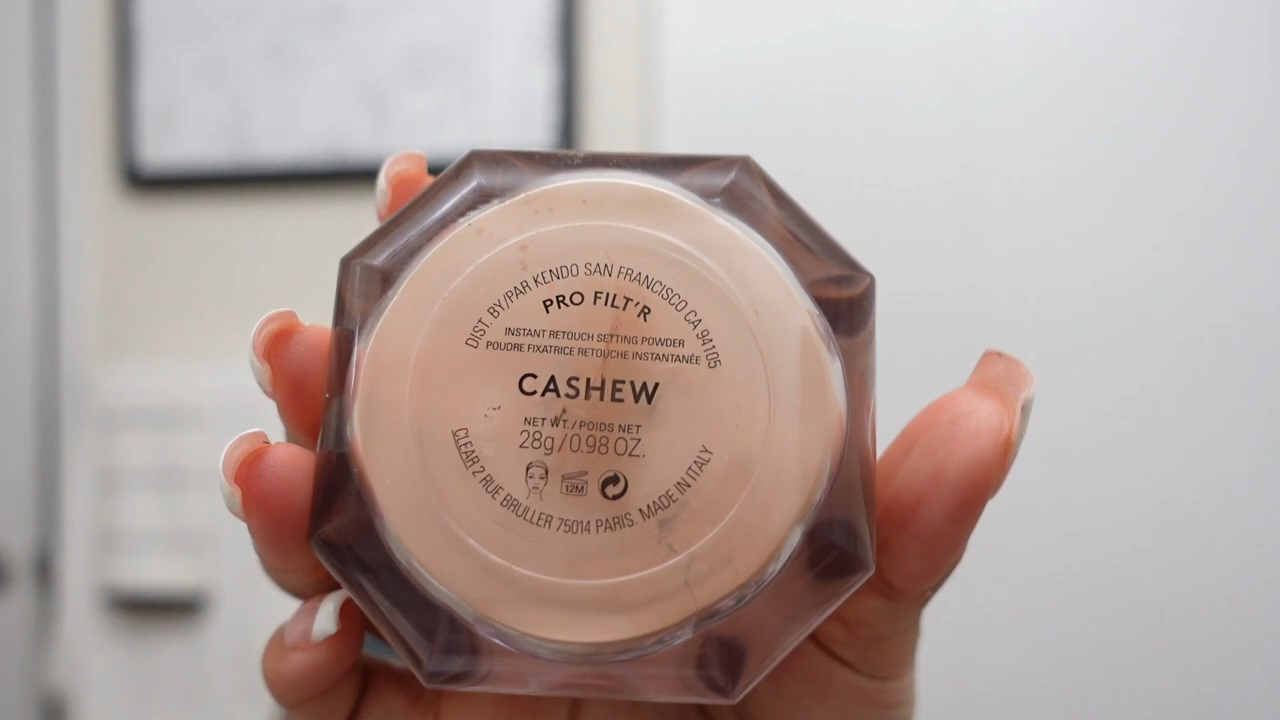 DIST. BY/PAR KENDO SAN FRANCISCO CA 94105
PRO FILT'R
INSTANT RETOUCH SETTING POWDER
POUDRE FIXATRICE RETOUCHE INSTANTANÉE
CASHEW
NET WT./POIDS NET
28g/0.98 OZ.
12M
CLEAR 2 RUE BRULLER 75014 PARIS. MADE IN ITALY